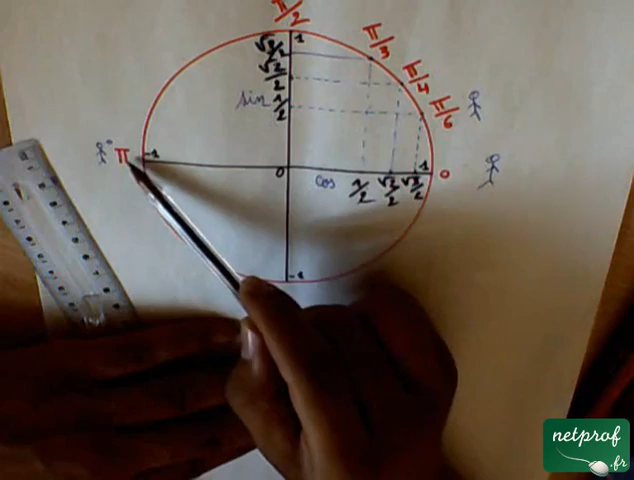 π/2
1
√3/2
π/3
√2/2
π/4
sin 1/2
π/6
π
-1
0
cos
1/2
√2/2
√3/2
1
0
-1
netprof
.fr